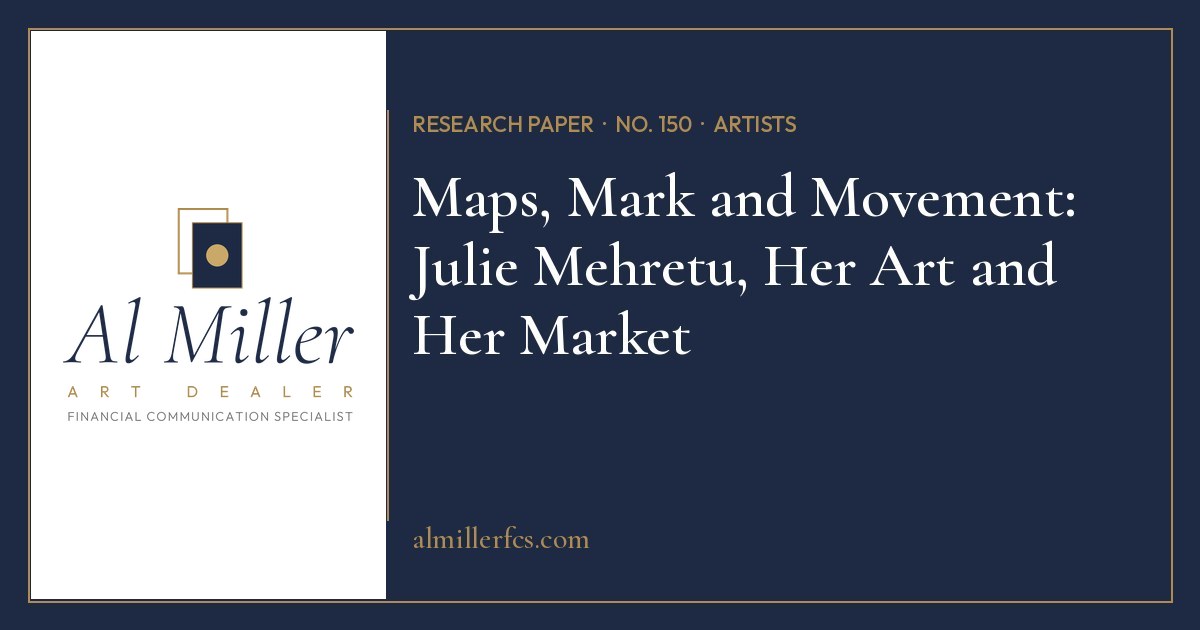 Al Miller
ART DEALER
FINANCIAL COMMUNICATION SPECIALIST
RESEARCH PAPER · NO. 150 · ARTISTS
Maps, Mark and Movement:
Julie Mehretu, Her Art and
Her Market
almillerfcs.com